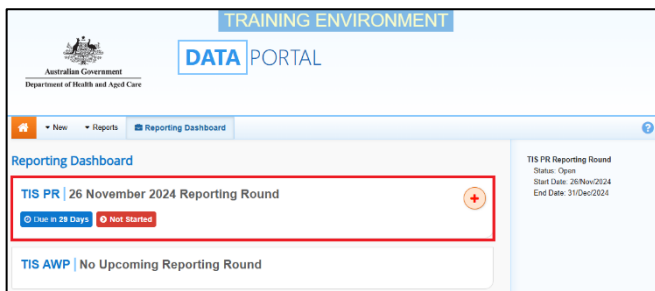 TRAINING ENVIRONMENT
Australian Government
Department of Health and Aged Care
DATA PORTAL
New Reports Reporting Dashboard
Reporting Dashboard
TIS PR | 26 November 2024 Reporting Round
Due in 29 Days Not Started
TIS AWP | No Upcoming Reporting Round
TIS PR Reporting Round
Status: Open
Start Date: 26/Nov/2024
End Date: 31/Dec/2024